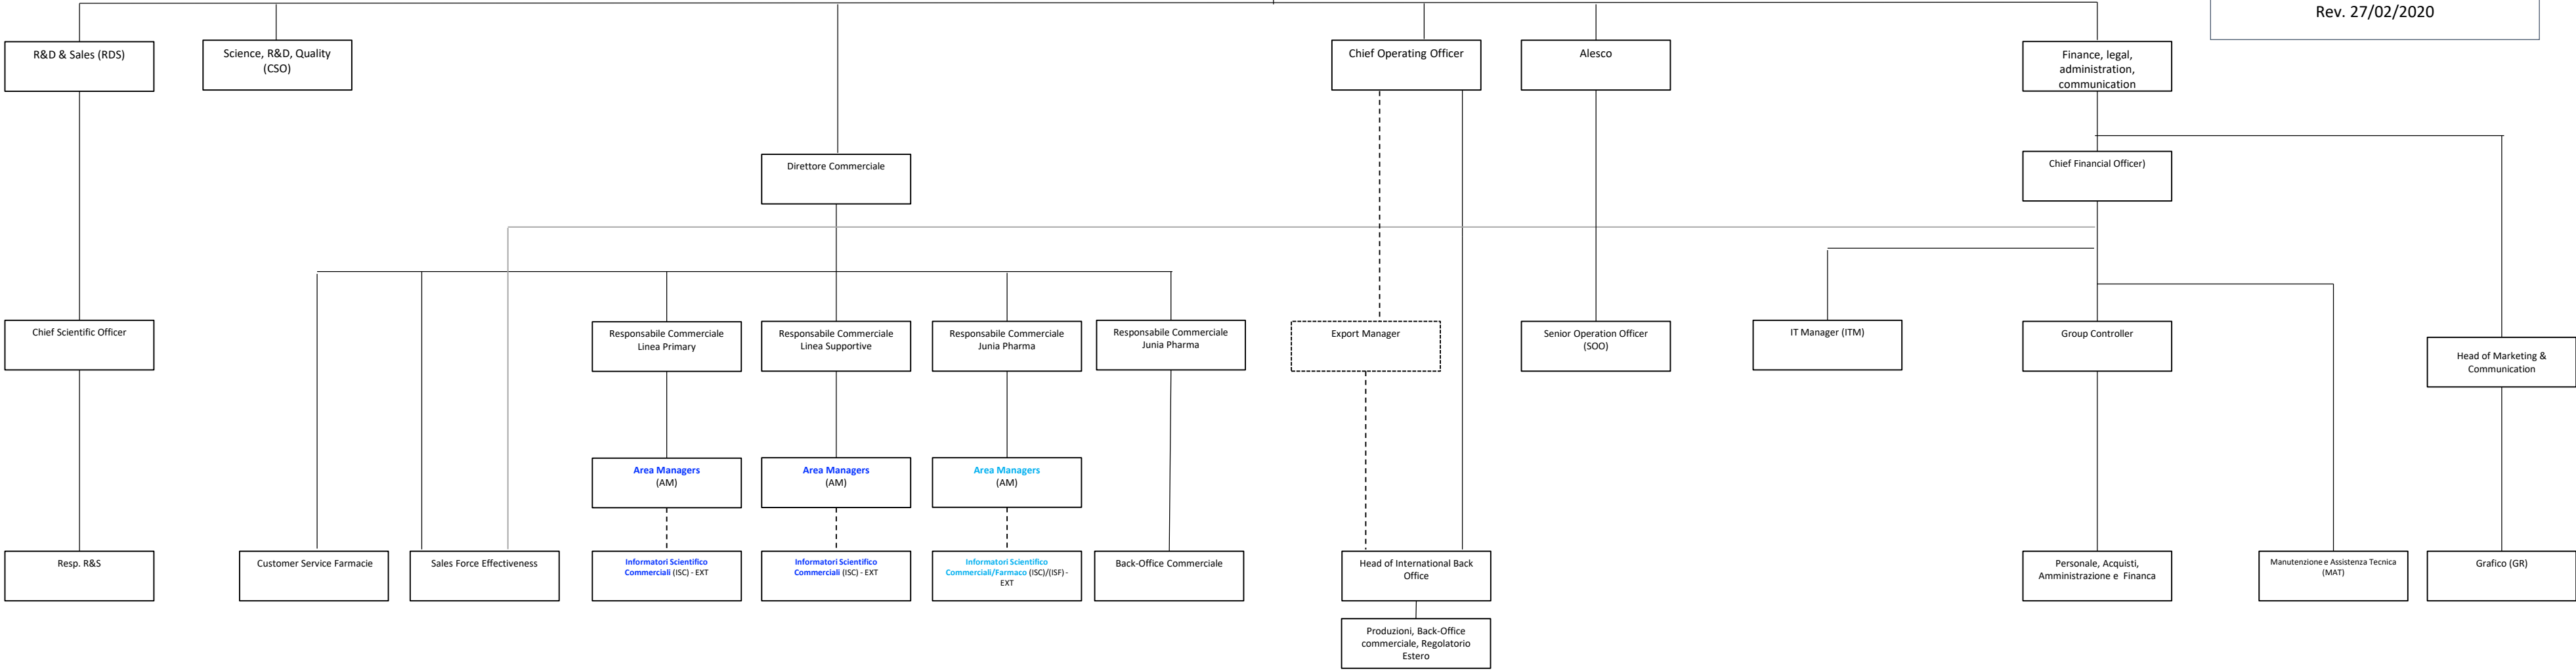 Rev. 27/02/2020
R&D & Sales (RDS)
Science, R&D, Quality
(CSO)
Chief Operating Officer
Alesco
Finance, legal,
administration,
communication
Direttore Commerciale
Chief Financial Officer)
Chief Scientific Officer
Responsabile Commerciale
Linea Primary
Responsabile Commerciale
Linea Supportive
Responsabile Commerciale
Junia Pharma
Responsabile Commerciale
Junia Pharma
Export Manager
Senior Operation Officer
(SOO)
IT Manager (ITM)
Group Controller
Head of Marketing &
Communication
Area Managers
(AM)
Area Managers
(AM)
Area Managers
(AM)
Resp. R&S
Customer Service Farmacie
Sales Force Effectiveness
Informatori Scientifico
Commerciali (ISC) - EXT
Informatori Scientifico
Commerciali (ISC) - EXT
Informatori Scientifico
Commerciali/Farmaco (ISC)/(ISF) -
EXT
Back-Office Commerciale
Head of International Back
Office
Personale, Acquisti,
Amministrazione e Financa
Manutenzione e Assistenza Tecnica
(MAT)
Grafico (GR)
Produzioni, Back-Office
commerciale, Regolatorio
Estero